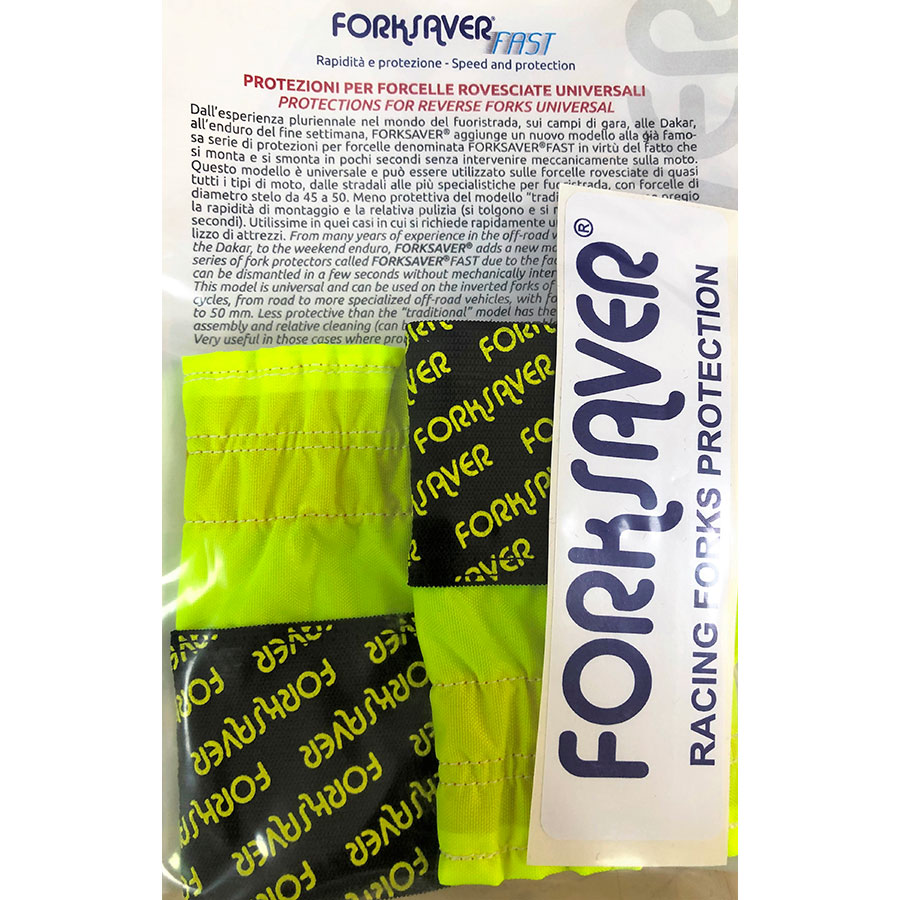 FORKSAVER®
FAST
Rapidità e protezione - Speed and protection
PROTEZIONI PER FORCELLE ROVESCIATE UNIVERSALI
PROTECTIONS FOR REVERSE FORKS UNIVERSAL
Dall'esperienza pluriennale nel mondo del fuoristrada, sui campi di gara, alle Dakar,
all'enduro del fine settimana, FORKSAVER® aggiunge un nuovo modello alla già famo-
sa serie di protezioni per forcelle denominata FORKSAVER®FAST in virtù del fatto che
si monta e si smonta in pochi secondi senza intervenire meccanicamente sulla moto.
Questo modello è universale e può essere utilizzato sulle forcelle rovesciate di quasi
tutti i tipi di moto, dalle stradali alle più specialistiche per fuoristrada, con forcelle di
diametro stelo da 45 a 50. Meno protettiva del modello "trad pregio
la rapidità di montaggio e la relativa pulizia (si tolgono e si
secondi). Utilissime in quei casi in cui si richiede rapidamente
lizzo di attrezzi. From many years of experience in the off-road
the Dakar, to the weekend enduro, FORKSAVER® adds a new
series of fork protectors called FORKSAVER®FAST due to the
can be dismantled in a few seconds without mechanically
This model is universal and can be used on the inverted forks of
cycles, from road to more specialized off-road vehicles, with
to 50 mm. Less protective than the "traditional" model has the
assembly and relative cleaning (can
Very useful in those cases where
FORKSAVER®
RACING FORKS PROTECTION
FORKSAVER
FORKSAVER
FORKSAVER
FORKSAVER
FORKSAVER
FORKSAVER
FORKSAVER